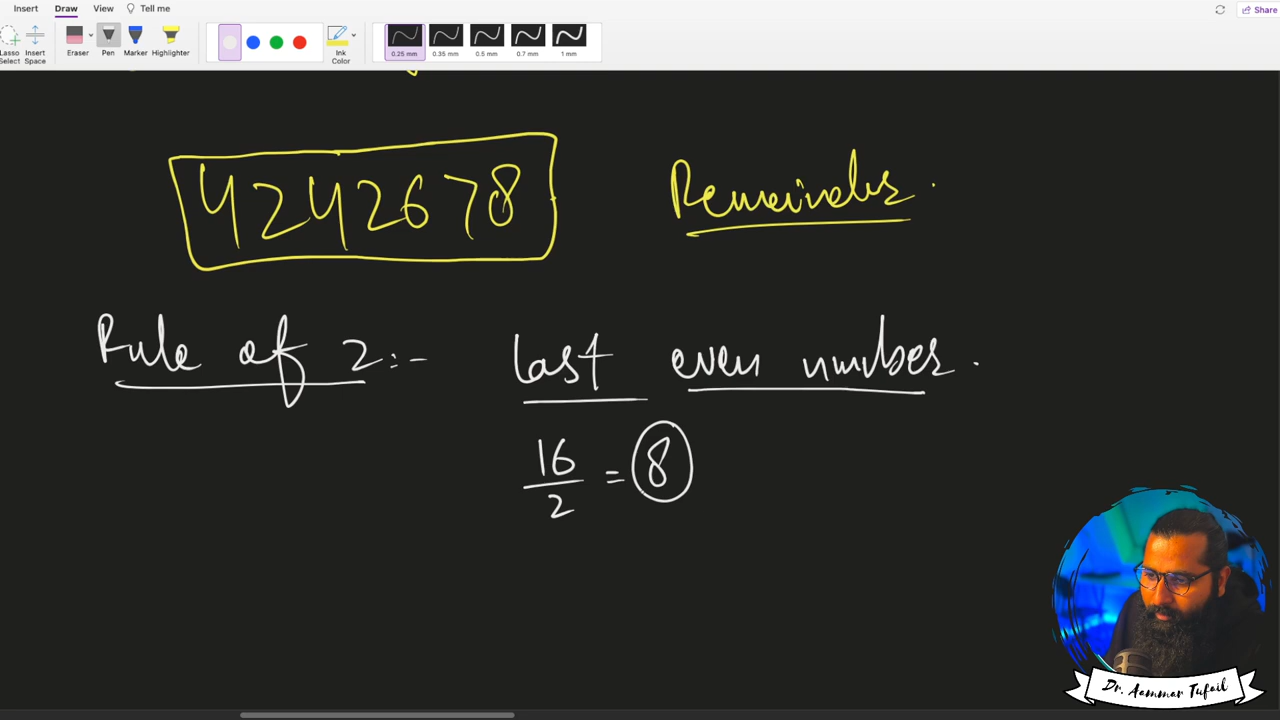 Insert Draw View Tell me Share
Lasso Select Insert Space Eraser Pen Marker Highlighter Ink Color 0.25 mm 0.35 mm 0.5 mm 0.7 mm 1 mm
4242678 Remainder.
Rule of 2:- last even number.
16/2 = 8
Dr. Aammar Tufail